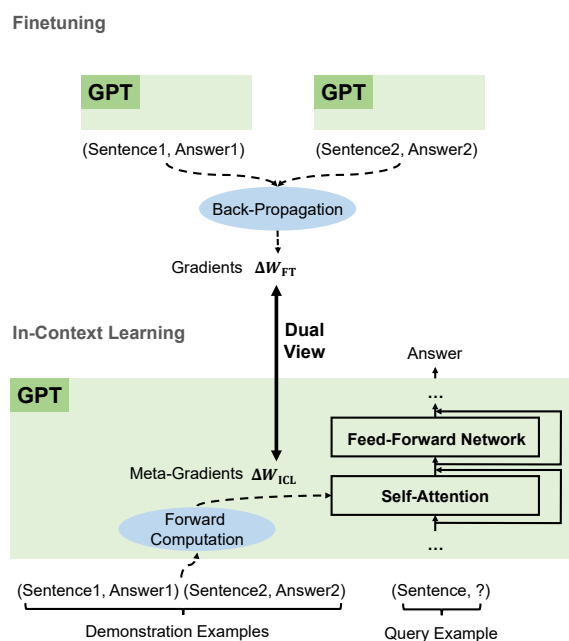 Finetuning
GPT
GPT
(Sentence1, Answer1)
(Sentence2, Answer2)
Back-Propagation
Gradients ΔW_FT
Dual
View
In-Context Learning
Answer
GPT
...
Feed-Forward Network
Meta-Gradients ΔW_ICL
Self-Attention
Forward
Computation
...
(Sentence1, Answer1) (Sentence2, Answer2)
(Sentence, ?)
Demonstration Examples
Query Example